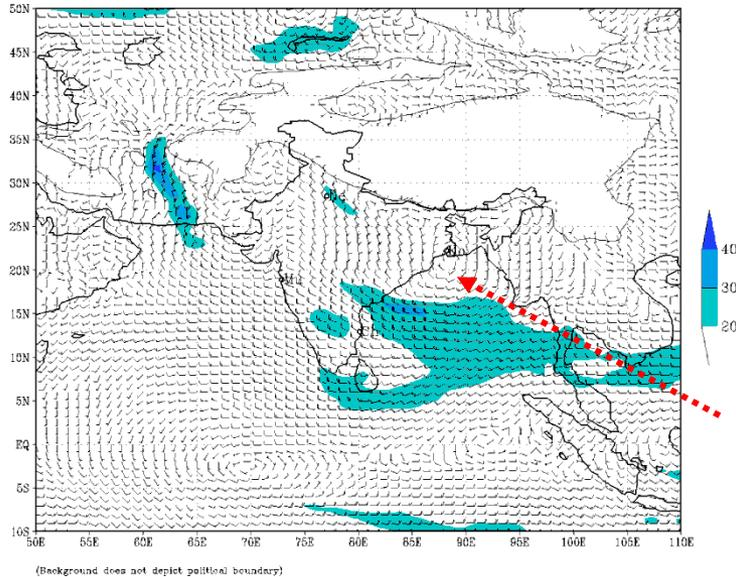 50N
45N
40N
35N
30N
25N
20N
15N
10N
5N
EQ
5S
10S
50E 55E 60E 65E 70E 75E 80E 85E 90E 95E 100E 105E 110E
40
30
20
(Background does not depict political boundary)